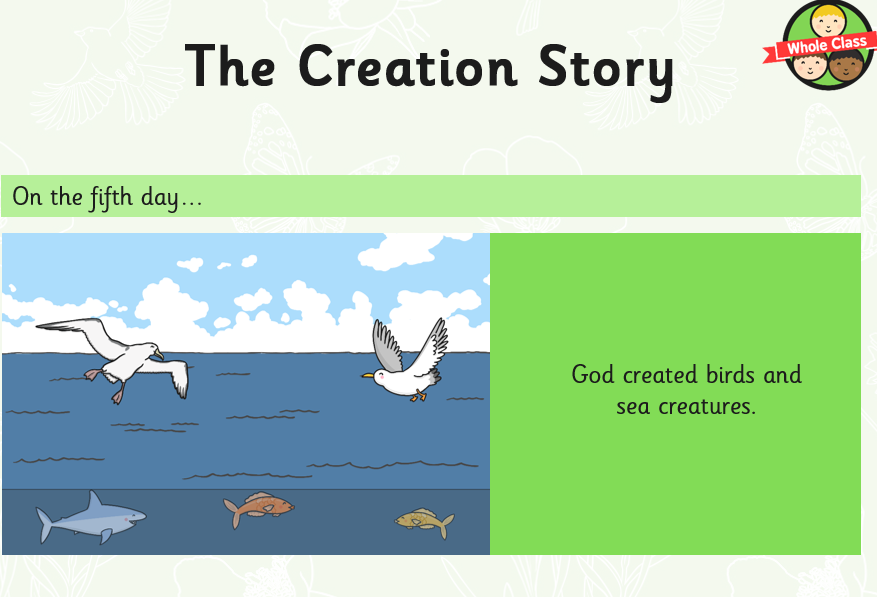 The Creation Story
Whole Class
On the fifth day...
God created birds and
sea creatures.